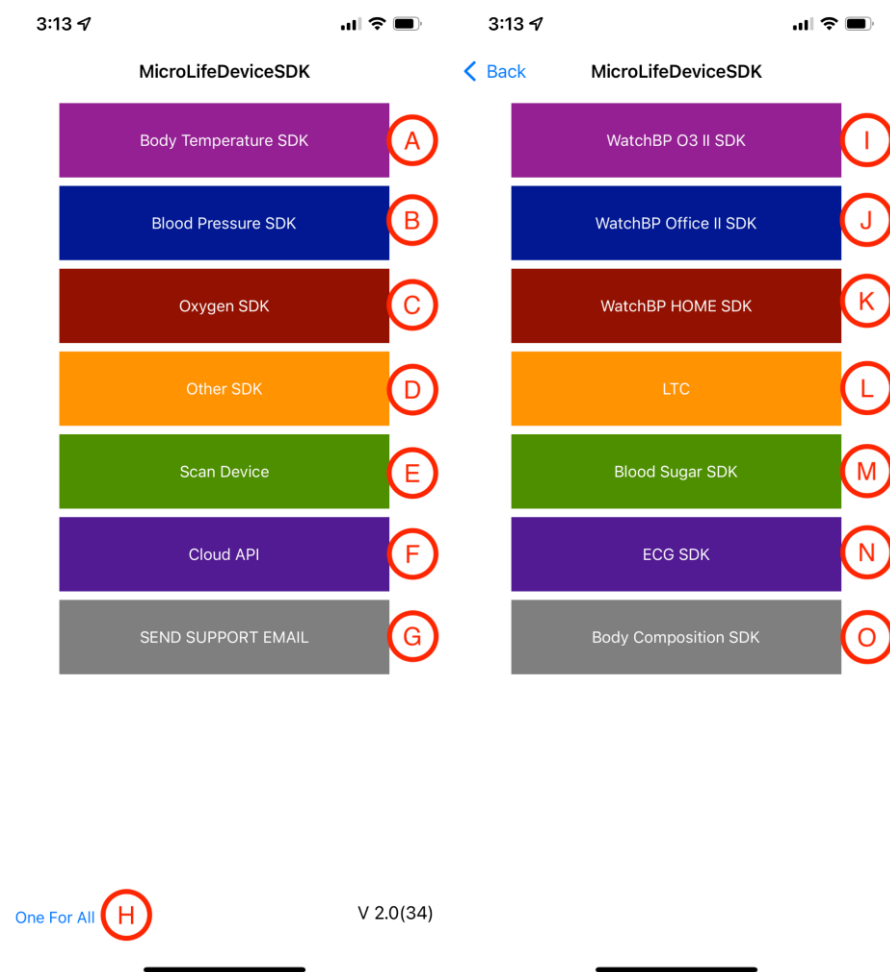 3:13
MicroLifeDeviceSDK
Body Temperature SDK
A
Blood Pressure SDK
B
Oxygen SDK
C
Other SDK
D
Scan Device
E
Cloud API
F
SEND SUPPORT EMAIL
G
One For All
H
V 2.0(34)
3:13
Back
MicroLifeDeviceSDK
WatchBP O3 II SDK
I
WatchBP Office II SDK
J
WatchBP HOME SDK
K
LTC
L
Blood Sugar SDK
M
ECG SDK
N
Body Composition SDK
O